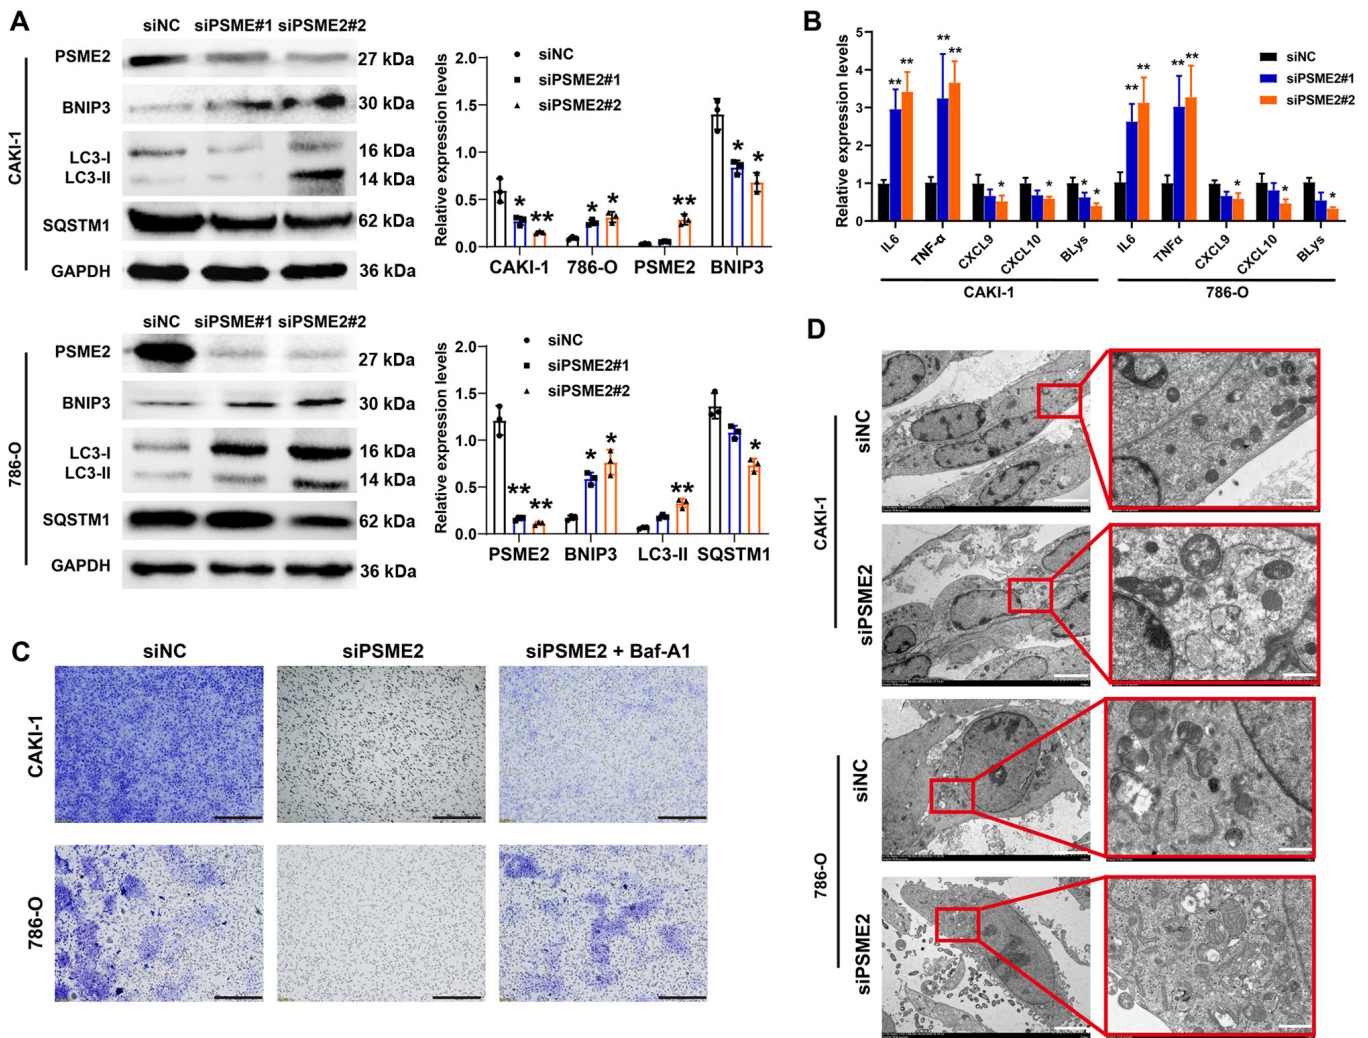 A
siNC siPSME#1 siPSME2#2
CAKI-1
PSME2 27 kDa
BNIP3 30 kDa
LC3-I 16 kDa
LC3-II 14 kDa
SQSTM1 62 kDa
GAPDH 36 kDa
Relative expression levels
2.0
1.5
1.0
0.5
0.0
siNC
siPSME2#1
siPSME2#2
* ** * * ** * *
CAKI-1 786-O PSME2 BNIP3
siNC siPSME#1 siPSME2#2
786-O
PSME2 27 kDa
BNIP3 30 kDa
LC3-I 16 kDa
LC3-II 14 kDa
SQSTM1 62 kDa
GAPDH 36 kDa
Relative expression levels
2.0
1.5
1.0
0.5
0.0
siNC
siPSME2#1
siPSME2#2
** ** * * ** *
PSME2 BNIP3 LC3-II SQSTM1
B
Relative expression levels
5
4
3
2
1
0
siNC
siPSME2#1
siPSME2#2
** ** ** ** * * * * ** ** ** ** * * *
IL6 TNF-α CXCL9 CXCL10 BLys IL6 TNFα CXCL9 CXCL10 BLys
CAKI-1 786-O
C
siNC siPSME2 siPSME2 + Baf-A1
CAKI-1
786-O
D
CAKI-1
siNC
siPSME2
786-O
siNC
siPSME2